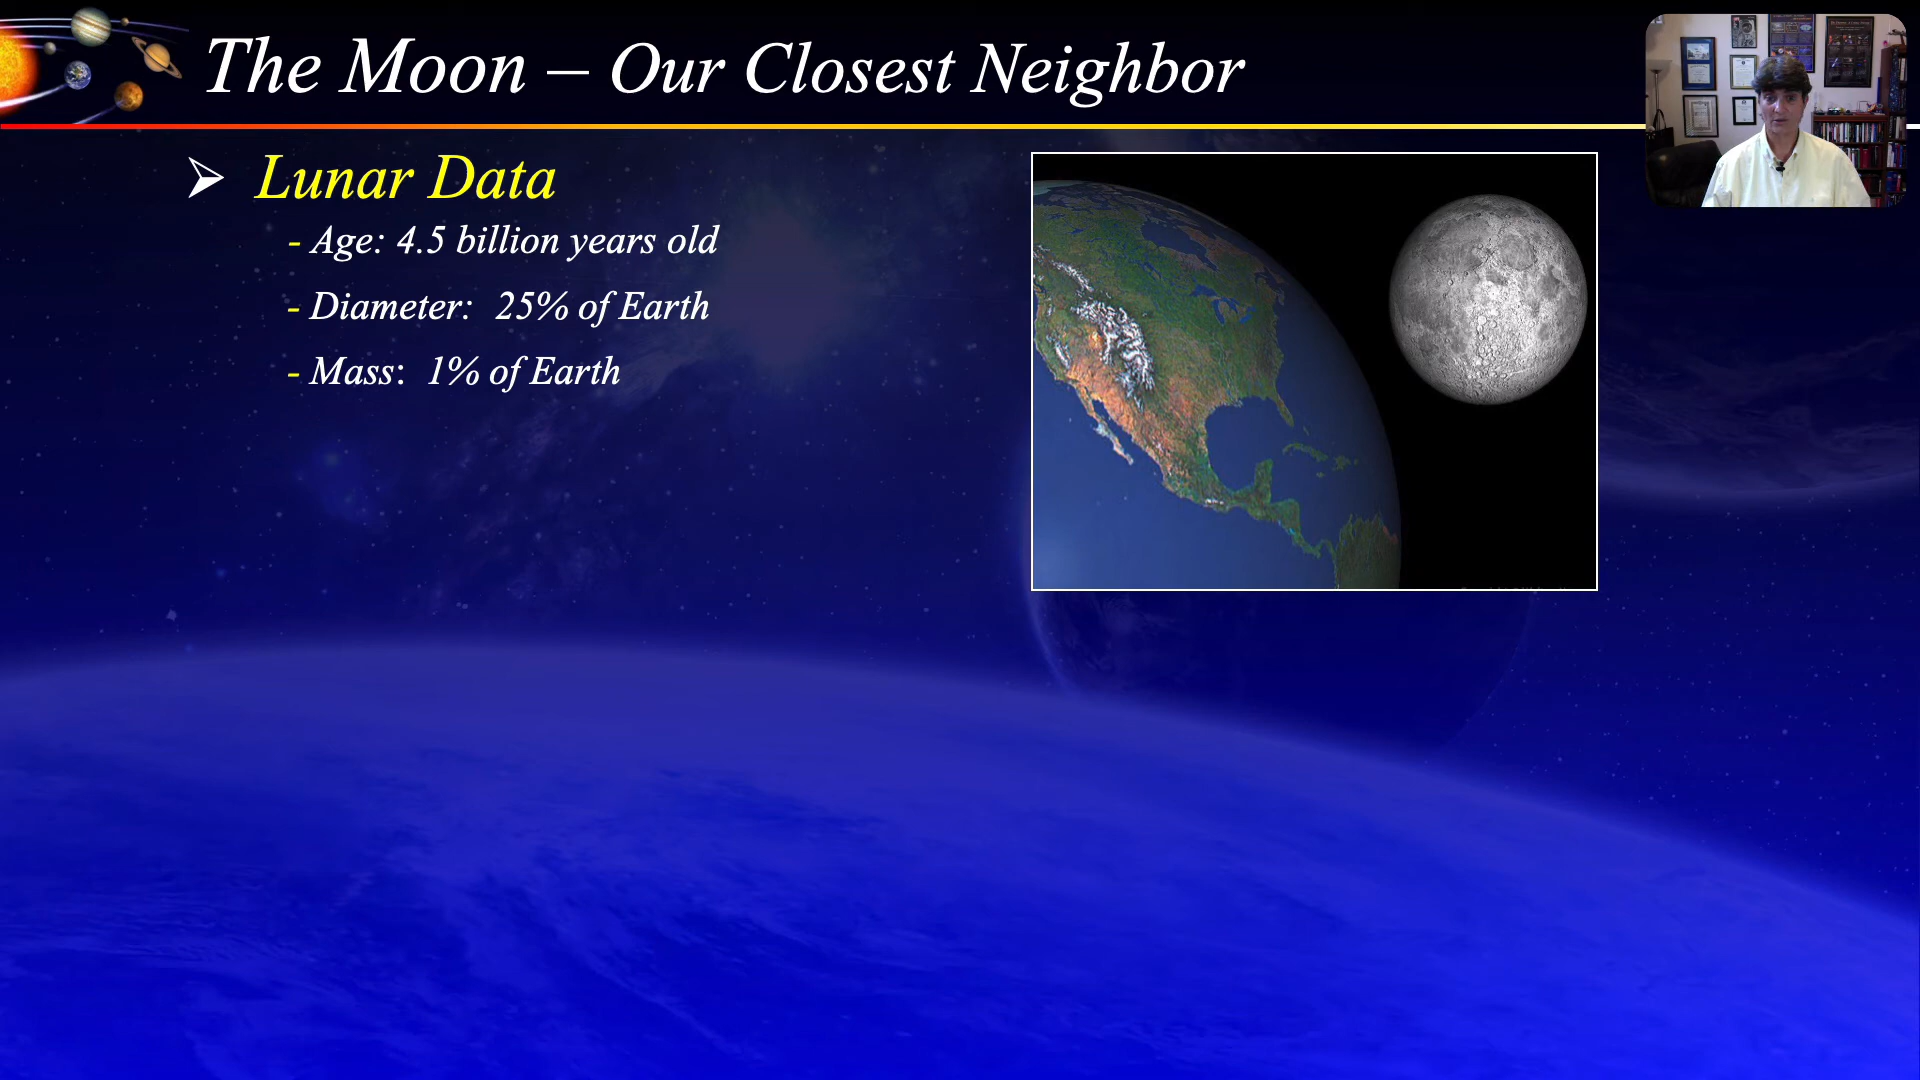 The Moon – Our Closest Neighbor
➢ Lunar Data
- Age: 4.5 billion years old
- Diameter: 25% of Earth
- Mass: 1% of Earth